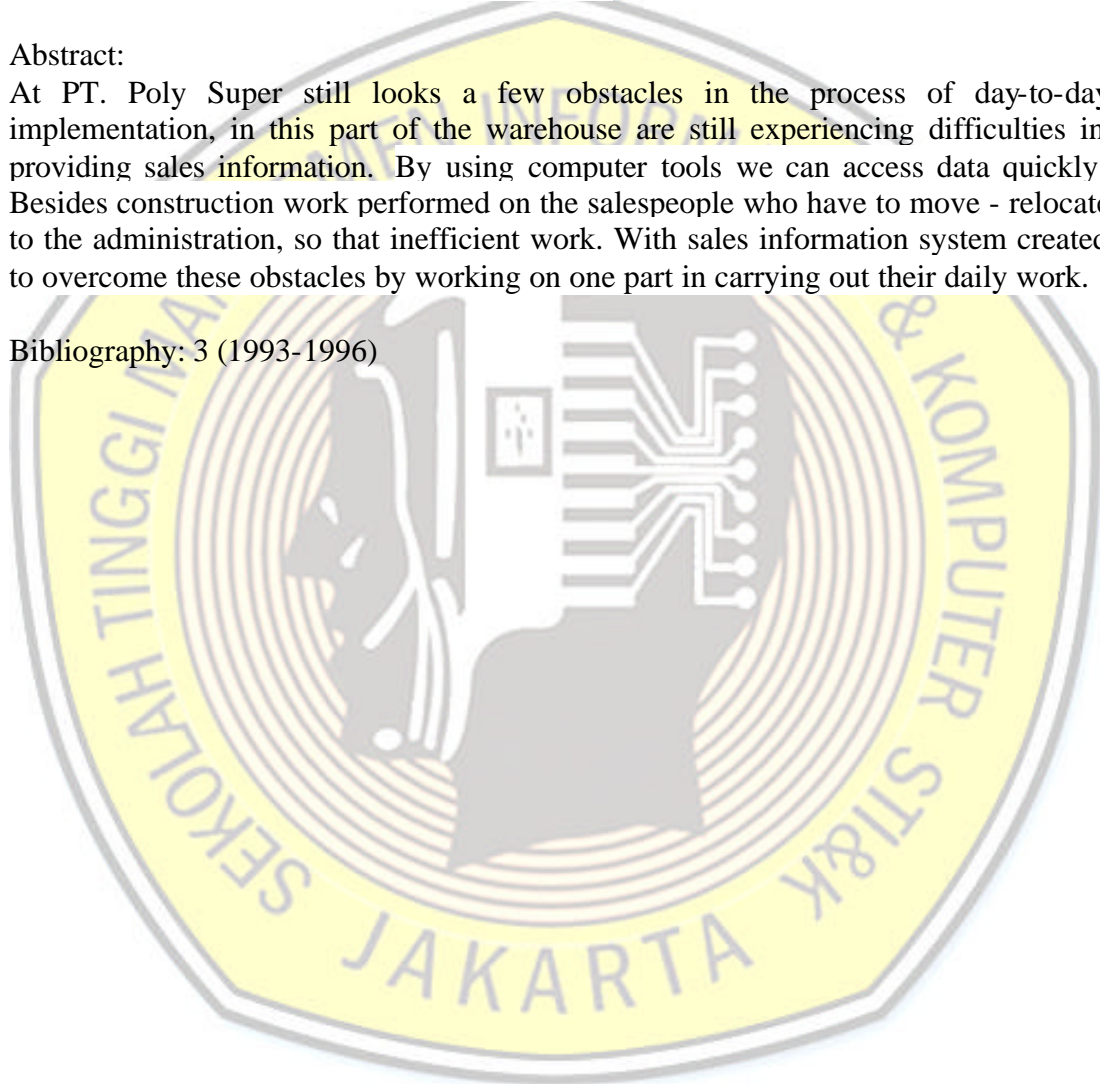 Abstract:
At PT. Poly Super still looks a few obstacles in the process of day-to-day
implementation, in this part of the warehouse are still experiencing difficulties in
providing sales information. By using computer tools we can access data quickly
Besides construction work performed on the salespeople who have to move - relocate
to the administration, so that inefficient work. With sales information system created
to overcome these obstacles by working on one part in carrying out their daily work.
Bibliography: 3 (1993-1996)
SEKOLAH TINGGI MAN
MEN INFORM
& KOMPUTER STI&K
JAKARTA